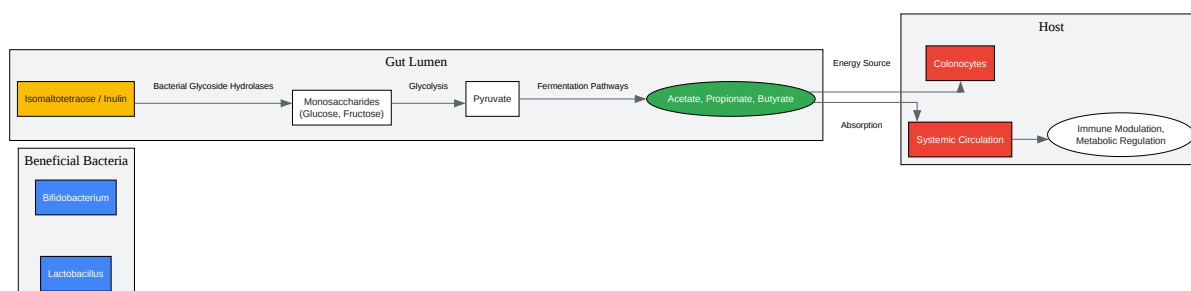 Host
Gut Lumen
Energy Source
Colonocytes
Isomaltotetraose / Inulin
Bacterial Glycoside Hydrolases
Monosaccharides
(Glucose, Fructose)
Glycolysis
Pyruvate
Fermentation Pathways
Acetate, Propionate, Butyrate
Absorption
Systemic Circulation
Immune Modulation,
Metabolic Regulation
Beneficial Bacteria
Bifidobacterium
Lactobacillus